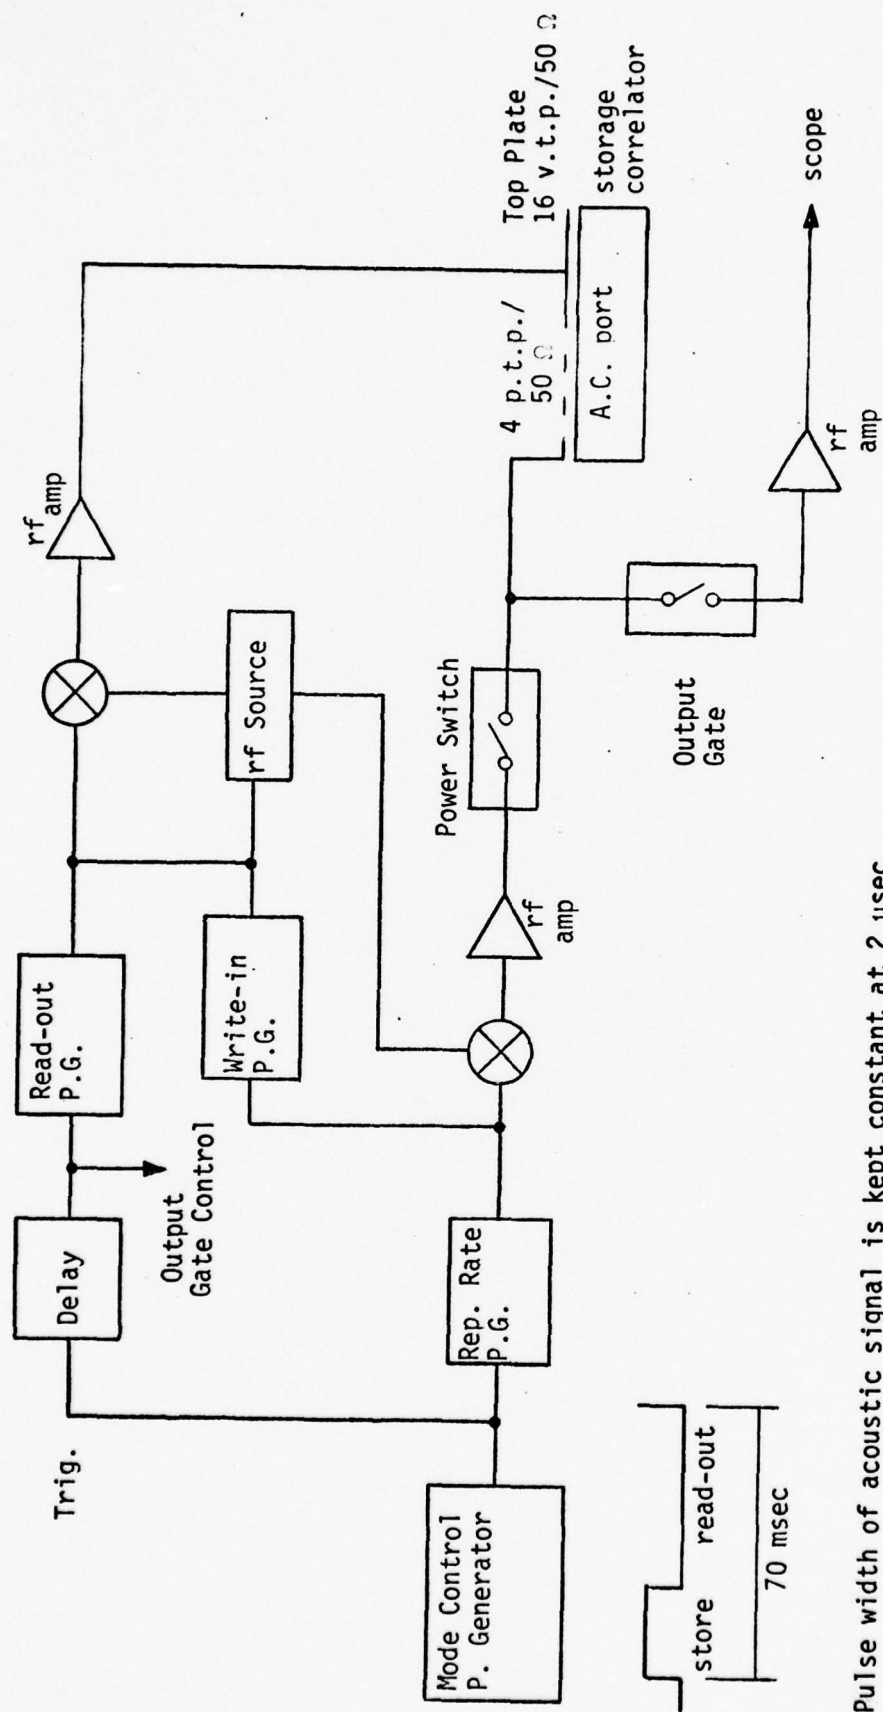 Trig.
Delay
Output
Gate Control
Read-out
P.G.
rf
amp
Write-in
P.G.
rf Source
Mode Control
P. Generator
Rep. Rate
P.G.
rf
amp
Power Switch
4 p.t.p./
50 Ω
Top Plate
16 v.t.p./50 Ω
A.C. port
storage
correlator
Output
Gate
rf
amp
scope
store
read-out
70 msec
Pulse width of acoustic signal is kept constant at 2 µsec